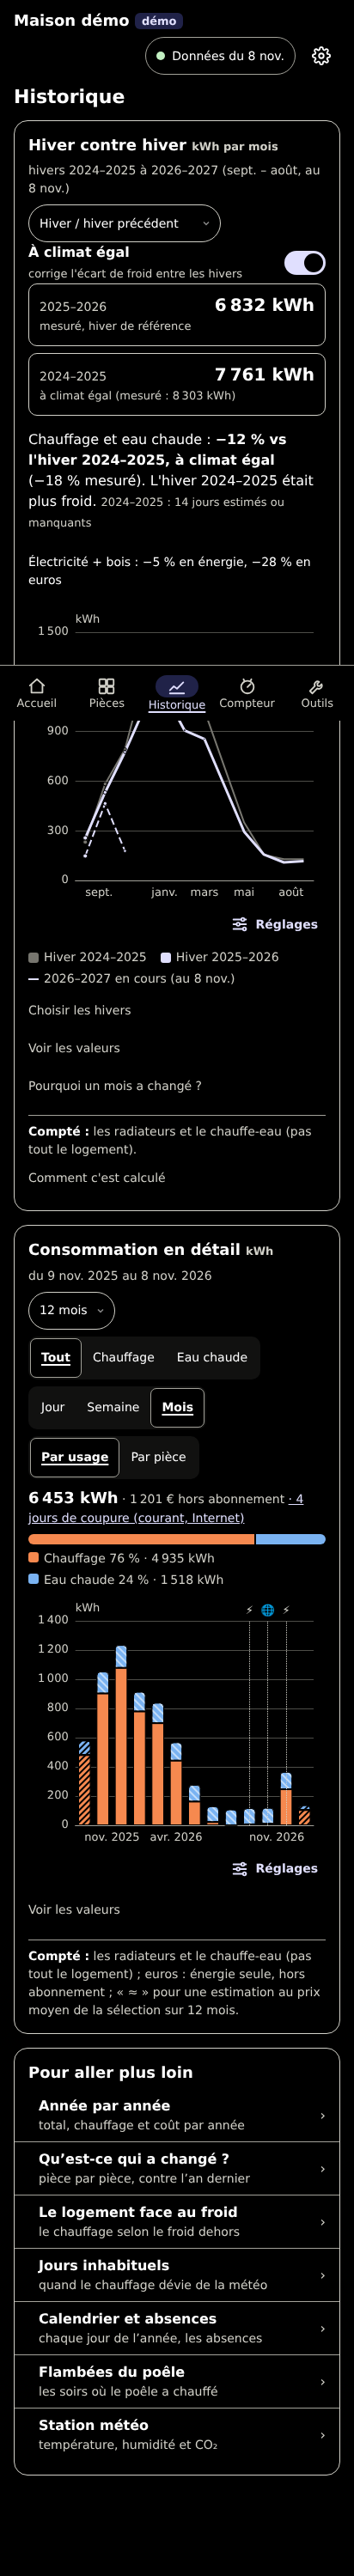 Maison démo démo
Données du 8 nov.
Historique
Hiver contre hiver kWh par mois
hivers 2024–2025 à 2026–2027 (sept. – août, au
8 nov.)
Hiver / hiver précédent
À climat égal
corrige l'écart de froid entre les hivers
2025–2026 6 832 kWh
mesuré, hiver de référence
2024–2025 7 761 kWh
à climat égal (mesuré : 8 303 kWh)
Chauffage et eau chaude : −12 % vs
l'hiver 2024–2025, à climat égal
(−18 % mesuré). L'hiver 2024–2025 était
plus froid. 2024–2025 : 14 jours estimés ou
manquants
Électricité + bois : −5 % en énergie, −28 % en
euros
kWh
1 500
Accueil Pièces Historique Compteur Outils
900
600
300
0
sept. janv. mars mai août
Réglages
Hiver 2024–2025 Hiver 2025–2026
2026–2027 en cours (au 8 nov.)
Choisir les hivers
Voir les valeurs
Pourquoi un mois a changé ?
Compté : les radiateurs et le chauffe-eau (pas
tout le logement).
Comment c'est calculé
Consommation en détail kWh
du 9 nov. 2025 au 8 nov. 2026
12 mois
Tout Chauffage Eau chaude
Jour Semaine Mois
Par usage Par pièce
6 453 kWh · 1 201 € hors abonnement · 4
jours de coupure (courant, Internet)
Chauffage 76 % · 4 935 kWh
Eau chaude 24 % · 1 518 kWh
kWh
1 400
1 200
1 000
800
600
400
200
0
nov. 2025 avr. 2026 nov. 2026
Réglages
Voir les valeurs
Compté : les radiateurs et le chauffe-eau (pas
tout le logement) ; euros : énergie seule, hors
abonnement ; « ≈ » pour une estimation au prix
moyen de la sélection sur 12 mois.
Pour aller plus loin
Année par année
total, chauffage et coût par année
Qu’est-ce qui a changé ?
pièce par pièce, contre l’an dernier
Le logement face au froid
le chauffage selon le froid dehors
Jours inhabituels
quand le chauffage dévie de la météo
Calendrier et absences
chaque jour de l’année, les absences
Flambées du poêle
les soirs où le poêle a chauffé
Station météo
température, humidité et CO₂